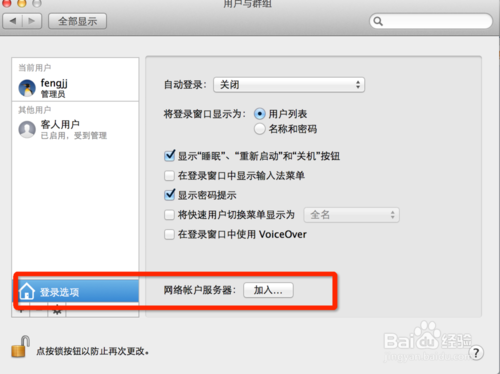 用户与群组
全部显示
当前用户
fengjj
管理员
其他用户
客人用户
已启用，受到管理
登录选项
自动登录： 关闭
将登录窗口显示为： 用户列表
名称和密码
显示“睡眠”、“重新启动”和“关机”按钮
在登录窗口中显示输入法菜单
显示密码提示
将快速用户切换菜单显示为 全名
在登录窗口中使用 VoiceOver
网络帐户服务器： 加入...
点按锁按钮以防止再次更改。
?
Baidu 经验
jingyan.baidu.com